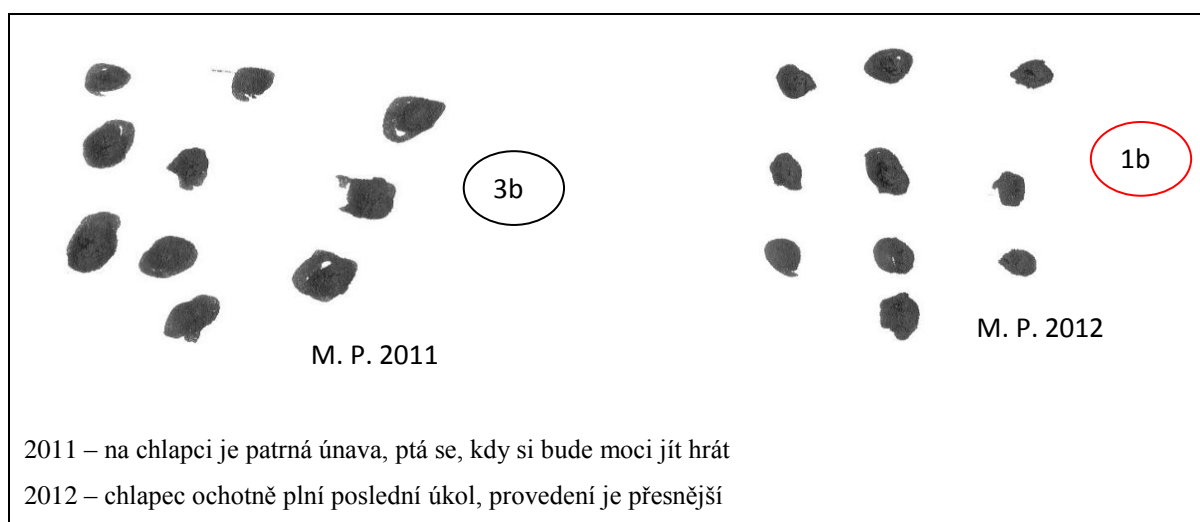 3b
1b
M. P. 2011
M. P. 2012
2011 – na chlapci je patrná únava, ptá se, kdy si bude moci jít hrát
2012 – chlapec ochotně plní poslední úkol, provedení je přesnější